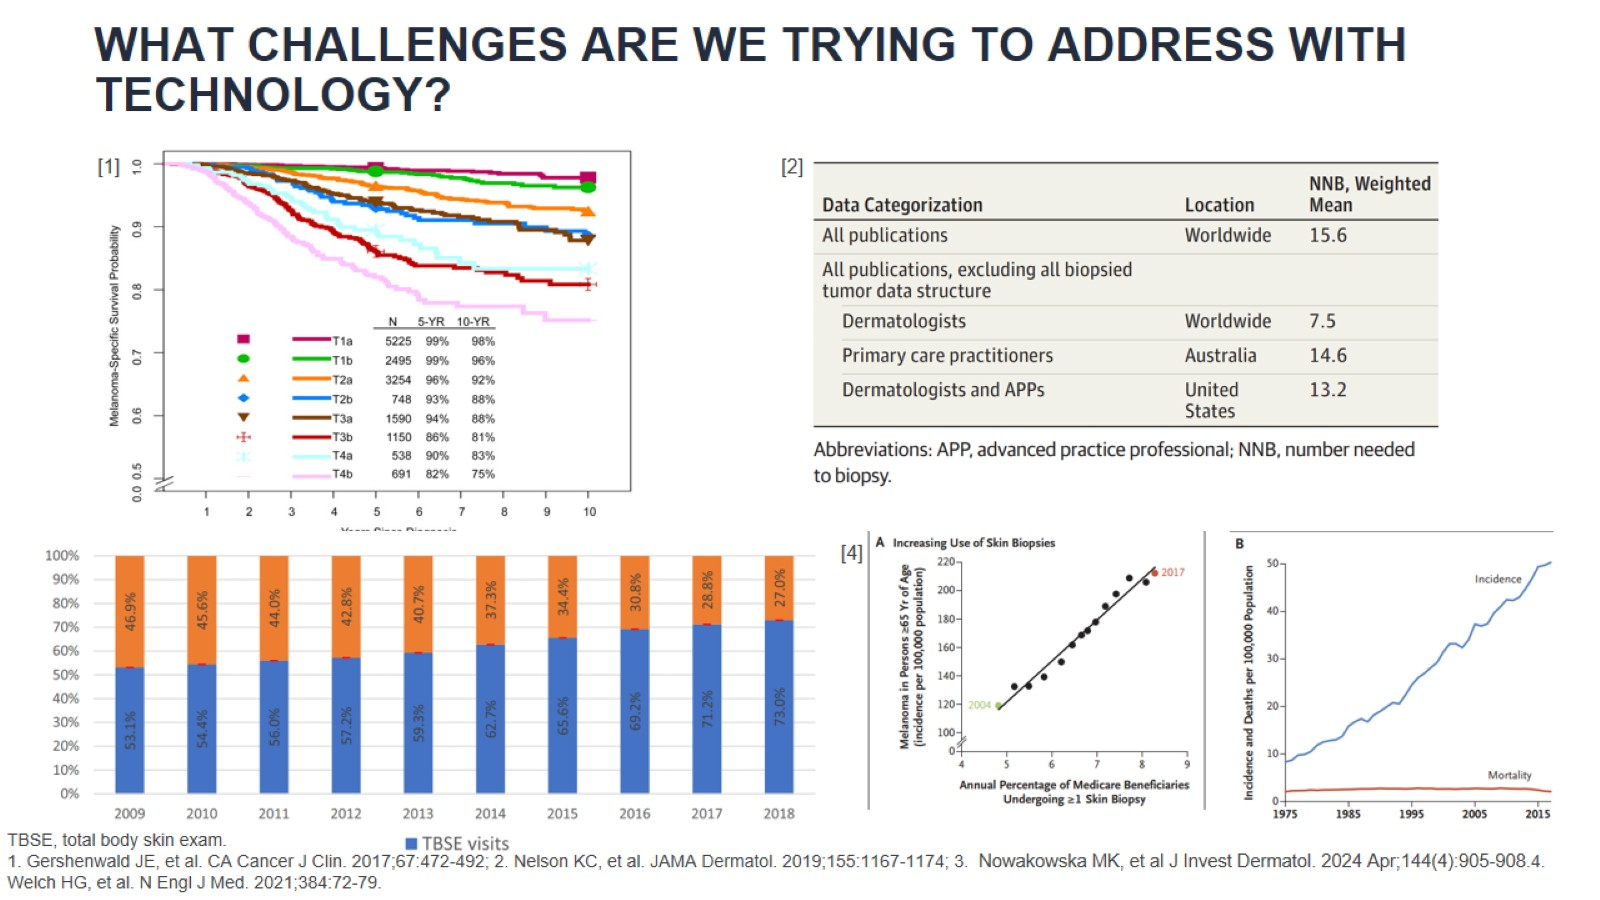 WHAT CHALLENGES ARE WE TRYING TO ADDRESS WITH
TECHNOLOGY?
[1]
Melanoma-Specific Survival Probability
1.0
0.9
0.8
0.7
0.6
0.5
0.0
N 5-YR 10-YR
T1a 5225 99% 98%
T1b 2495 99% 96%
T2a 3254 96% 92%
T2b 748 93% 88%
T3a 1590 94% 88%
T3b 1150 86% 81%
T4a 538 90% 83%
T4b 691 82% 75%
1 2 3 4 5 6 7 8 9 10
Years Since Diagnosis
[2]
Data Categorization Location NNB, Weighted Mean
All publications Worldwide 15.6
All publications, excluding all biopsied
tumor data structure
Dermatologists Worldwide 7.5
Primary care practitioners Australia 14.6
Dermatologists and APPs United States 13.2
Abbreviations: APP, advanced practice professional; NNB, number needed
to biopsy.
100%
90%
80%
70%
60%
50%
40%
30%
20%
10%
0%
46.9% 45.6% 44.0% 42.8% 40.7% 37.3% 34.4% 30.8% 28.8% 27.0%
53.1% 54.4% 56.0% 57.2% 59.3% 62.7% 65.6% 69.2% 71.2% 73.0%
2009 2010 2011 2012 2013 2014 2015 2016 2017 2018
TBSE visits
[4]
A Increasing Use of Skin Biopsies
Melanoma in Persons ≥65 Yr of Age
(incidence per 100,000 population)
220
200
180
160
140
120
100
0
2017
2004
4 5 6 7 8 9
Annual Percentage of Medicare Beneficiaries
Undergoing ≥1 Skin Biopsy
B
Incidence and Deaths per 100,000 Population
50
40
30
20
10
0
Incidence
Mortality
1975 1985 1995 2005 2015
TBSE, total body skin exam.
1. Gershenwald JE, et al. CA Cancer J Clin. 2017;67:472-492; 2. Nelson KC, et al. JAMA Dermatol. 2019;155:1167-1174; 3. Nowakowska MK, et al J Invest Dermatol. 2024 Apr;144(4):905-908.4.
Welch HG, et al. N Engl J Med. 2021;384:72-79.